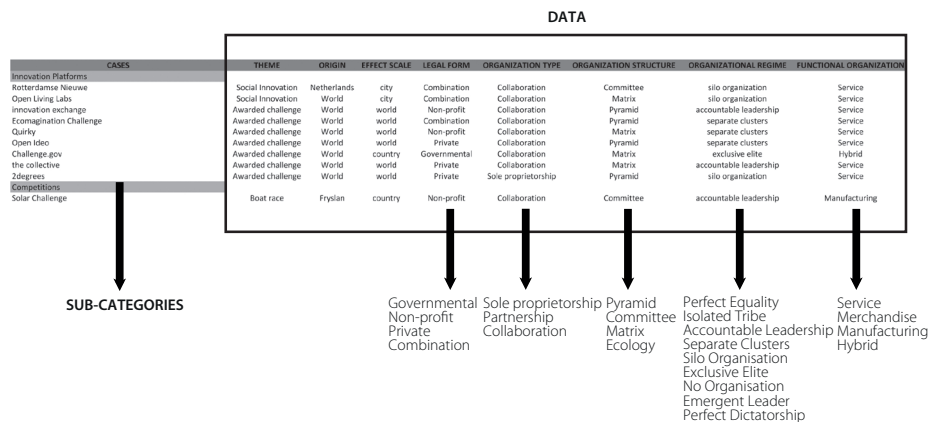 DATA
CASES THEME ORIGIN EFFECT SCALE LEGAL FORM ORGANIZATION TYPE ORGANIZATION STRUCTURE ORGANIZATIONAL REGIME FUNCTIONAL ORGANIZATION
Innovation Platforms
Rotterdamse Nieuwe Social Innovation Netherlands city Combination Collaboration Committee silo organization Service
Open Living Labs Social Innovation World city Combination Collaboration Matrix silo organization Service
innovation exchange Awarded challenge World world Non-profit Collaboration Pyramid accountable leadership Service
Ecomagination Challenge Awarded challenge World world Combination Collaboration Pyramid separate clusters Service
Quirky Awarded challenge World world Non-profit Collaboration Matrix separate clusters Service
Open Ideo Awarded challenge World world Private Collaboration Pyramid separate clusters Service
Challenge.gov Awarded challenge World country Governmental Collaboration Matrix exclusive elite Hybrid
the collective Awarded challenge World world Private Collaboration Matrix accountable leadership Service
2degrees Awarded challenge World world Private Sole proprietorship Pyramid silo organization Service
Competitions
Solar Challenge Boat race Fryslan country Non-profit Collaboration Committee accountable leadership Manufacturing
SUB-CATEGORIES
Governmental
Non-profit
Private
Combination
Sole proprietorship
Partnership
Collaboration
Pyramid
Committee
Matrix
Ecology
Perfect Equality
Isolated Tribe
Accountable Leadership
Separate Clusters
Silo Organisation
Exclusive Elite
No Organisation
Emergent Leader
Perfect Dictatorship
Service
Merchandise
Manufacturing
Hybrid